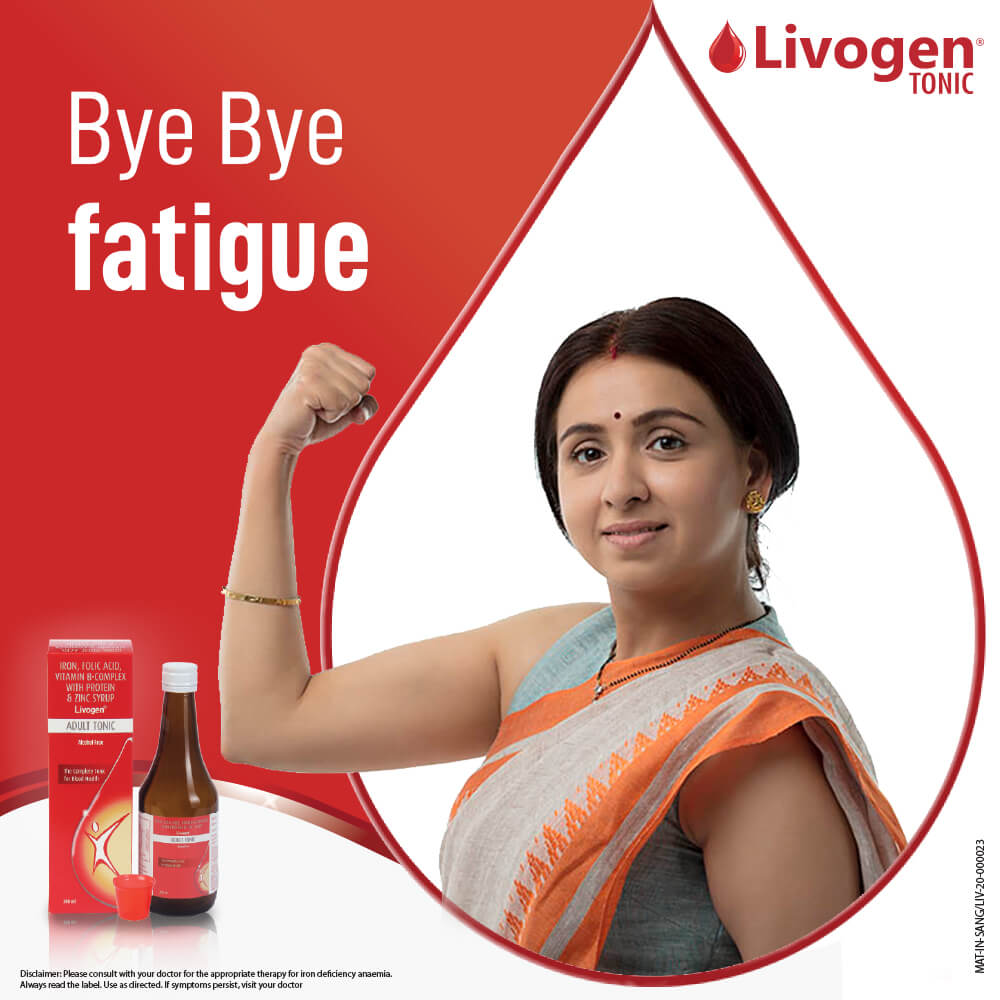 Livogen®
TONIC
Bye Bye
fatigue
IRON, FOLIC ACID,
VITAMIN B-COMPLEX
WITH PROTEIN
& ZINC SYRUP
Livogen®
ADULT TONIC
Alcohol Free
The Complete Tonic
for Blood Health
ADULT TONIC
Disclaimer: Please consult with your doctor for the appropriate therapy for iron deficiency anaemia.
Always read the label. Use as directed. If symptoms persist, visit your doctor
MAT-IN-SANG/LIV-20-000023